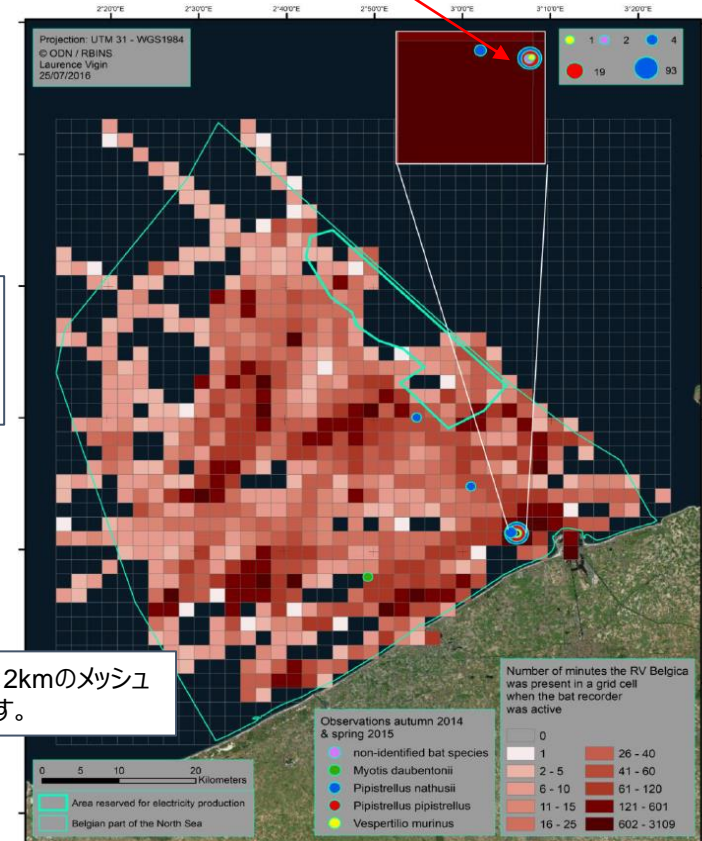 2°20'0"E 2°30'0"E 2°40'0"E 2°50'0"E 3°0'0"E 3°10'0"E 3°20'0"E
Projection: UTM 31 - WGS1984
© ODN / RBINS
Laurence Vigin
25/07/2016
1 2 4
19 93
2kmのメッシュ
す。
Number of minutes the RV Belgica
was present in a grid cell
when the bat recorder
was active
0
1
2 - 5
6 - 10
11 - 15
16 - 25
26 - 40
41 - 60
61 - 120
121 - 601
602 - 3109
Observations autumn 2014
& spring 2015
non-identified bat species
Myotis daubentonii
Pipistrellus nathusii
Pipistrellus pipistrellus
Vespertilio murinus
0 5 10 20
Kilometers
Area reserved for electricity production
Belgian part of the North Sea